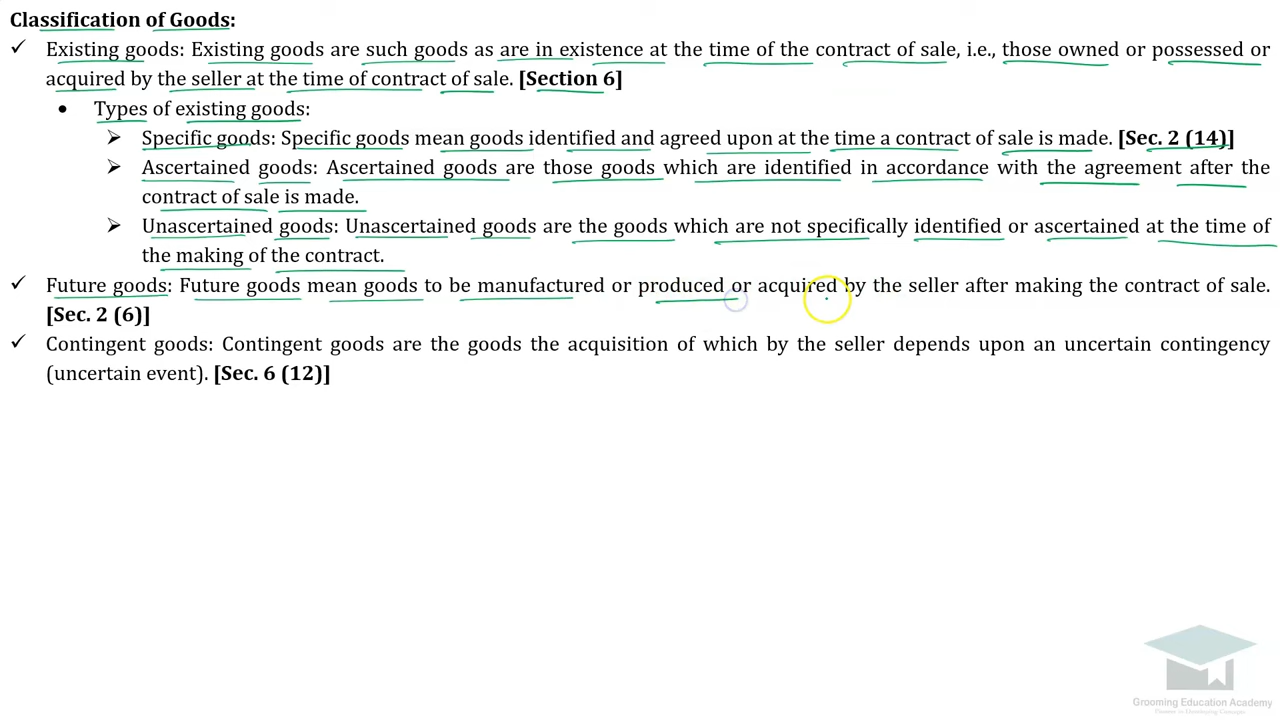 Classification of Goods:
✓ Existing goods: Existing goods are such goods as are in existence at the time of the contract of sale, i.e., those owned or possessed or
acquired by the seller at the time of contract of sale. [Section 6]
• Types of existing goods:
➢ Specific goods: Specific goods mean goods identified and agreed upon at the time a contract of sale is made. [Sec. 2 (14)]
➢ Ascertained goods: Ascertained goods are those goods which are identified in accordance with the agreement after the
contract of sale is made.
➢ Unascertained goods: Unascertained goods are the goods which are not specifically identified or ascertained at the time of
the making of the contract.
✓ Future goods: Future goods mean goods to be manufactured or produced or acquired by the seller after making the contract of sale.
[Sec. 2 (6)]
✓ Contingent goods: Contingent goods are the goods the acquisition of which by the seller depends upon an uncertain contingency
(uncertain event). [Sec. 6 (12)]
Grooming Education Academy